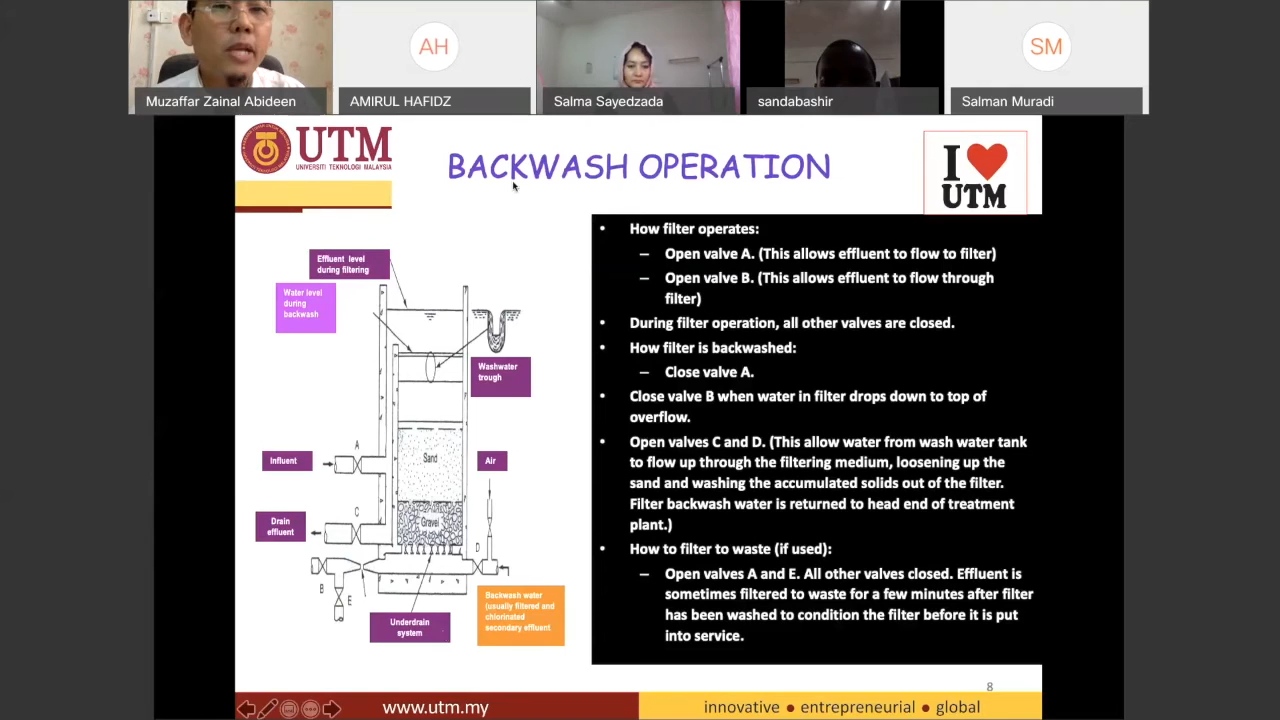 AH
SM
Muzaffar Zainal Abideen
AMIRUL HAFIDZ
Salma Sayedzada
sandabashir
Salman Muradi
UTM
UNIVERSITI TEKNOLOGI MALAYSIA
BACKWASH OPERATION
I
UTM
Effluent level
during filtering
Water level
during
backwash
Washwater
trough
A
Influent
Sand
Air
C
Drain
effluent
Gravel
D
B
E
Underdrain
system
Backwash water
(usually filtered and
chlorinated
secondary effluent
• How filter operates:
– Open valve A. (This allows effluent to flow to filter)
– Open valve B. (This allows effluent to flow through
filter)
• During filter operation, all other valves are closed.
• How filter is backwashed:
– Close valve A.
• Close valve B when water in filter drops down to top of
overflow.
• Open valves C and D. (This allow water from wash water tank
to flow up through the filtering medium, loosening up the
sand and washing the accumulated solids out of the filter.
Filter backwash water is returned to head end of treatment
plant.)
• How to filter to waste (if used):
– Open valves A and E. All other valves closed. Effluent is
sometimes filtered to waste for a few minutes after filter
has been washed to condition the filter before it is put
into service.
8
www.utm.my
innovative ● entrepreneurial ● global